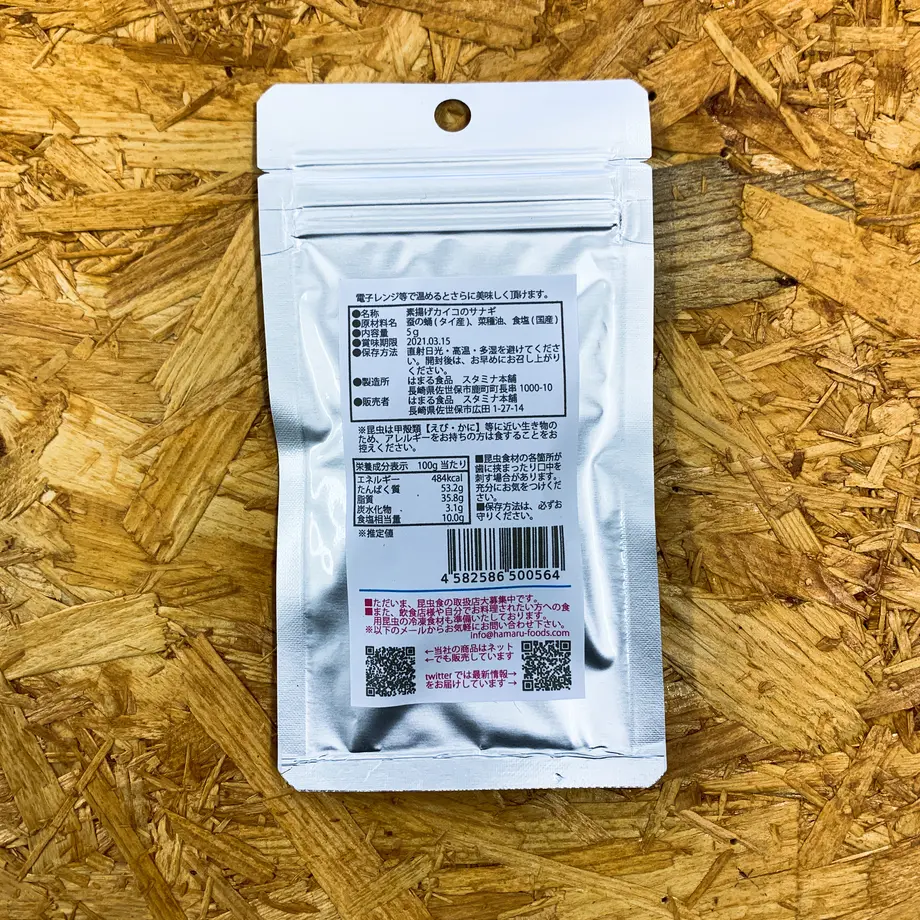 電子レンジ等で温めるとさらに美味しく頂けます。
●名称 素揚げカイコのサナギ
●原材料名 蚕の蛹(タイ産)、菜種油、食塩(国産)
●内容量 5g
●賞味期限 2021.03.15
●保存方法 直射日光・高温・多湿を避けてくださ
い。開封後は、お早めにお召し上がり
ください。
●製造所 はまる食品 スタミナ本舗
長崎県佐世保市鹿町町長串 1000-10
●販売者 はまる食品 スタミナ本舗
長崎県佐世保市広田 1-27-14
※昆虫は甲殻類【えび・かに】等に近い生き物の
ため、アレルギーをお持ちの方は食することをお
控えください。
栄養成分表示 100g 当たり
エネルギー 484kcal
たんぱく質 53.2g
脂質 35.8g
炭水化物 3.1g
食塩相当量 10.0g
※推定値
■昆虫食材の各箇所が
歯に挟まったり口中を
刺す場合があります。
充分にお気をつけくだ
さい。
■保存方法は、必ずお
守りください。
4 582586 500564
■ただいま、昆虫食の取扱店大募集中です。
■また、飲食店様や自分でお料理されたい方への食
用昆虫の冷凍食材も準備いたしております。
※以下のメールからお気軽にお問い合わせ下さい。
info@hamaru-foods.com
←当社の商品はネット
←でも販売しています
twitter では最新情報→
をお届けしています→